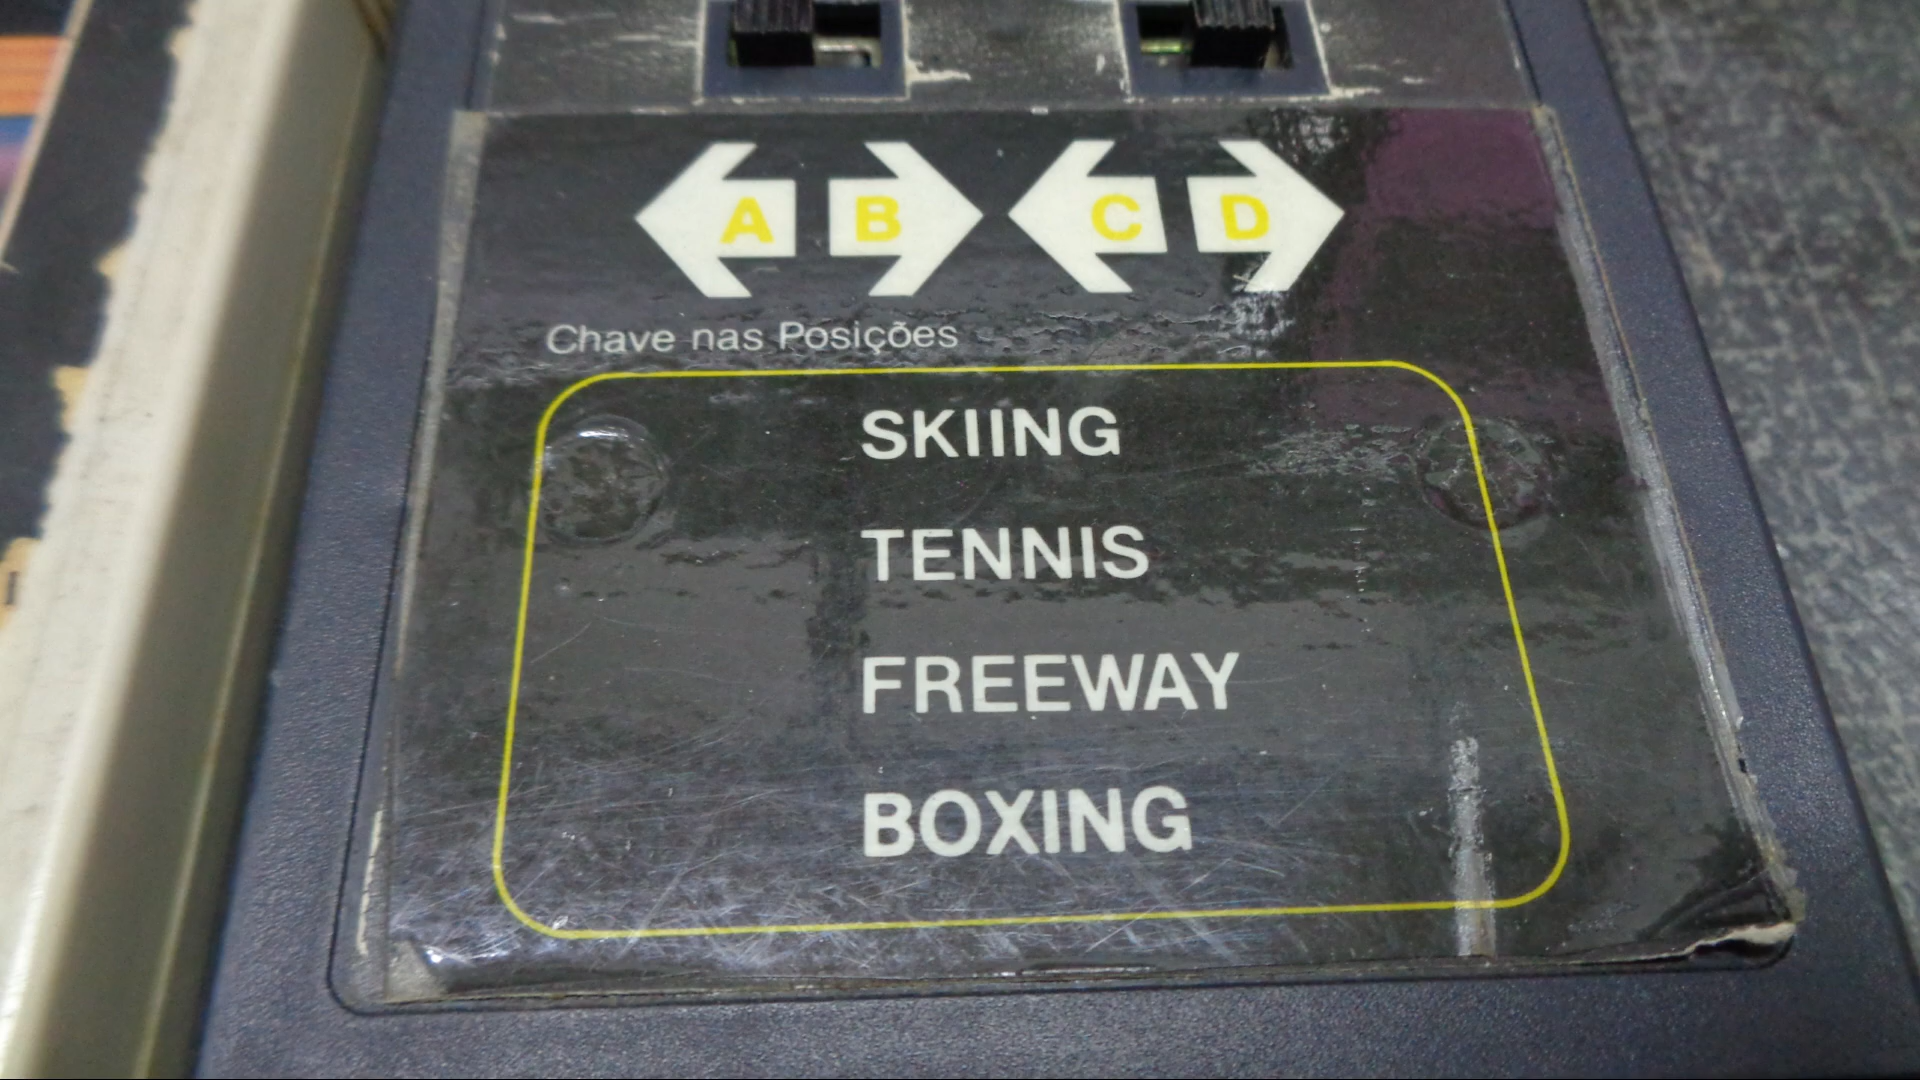 A B C D
Chave nas Posições
SKIING
TENNIS
FREEWAY
BOXING